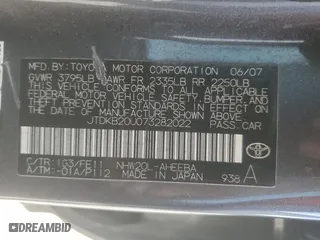 MFD. BY: TOYOTA MOTOR CORPORATION 06/07
GVWR 3795LB GAWR FR 2335LB RR 2250LB
THIS VEHICLE CONFORMS TO ALL APPLICABLE
FEDERAL MOTOR VEHICLE SAFETY, BUMPER, AND
THEFT PREVENTION STANDARDS IN EFFECT ON
THE DATE OF MANUFACTURE SHOWN ABOVE.
JTDKB20U073282022 PASS. CAR
C/TR: 1G3/FE11 NHW20L-AHEEBA
A/TM: -01A/P112 MADE IN JAPAN 938 A
TOYOTA
© AUTOBIDMASTER